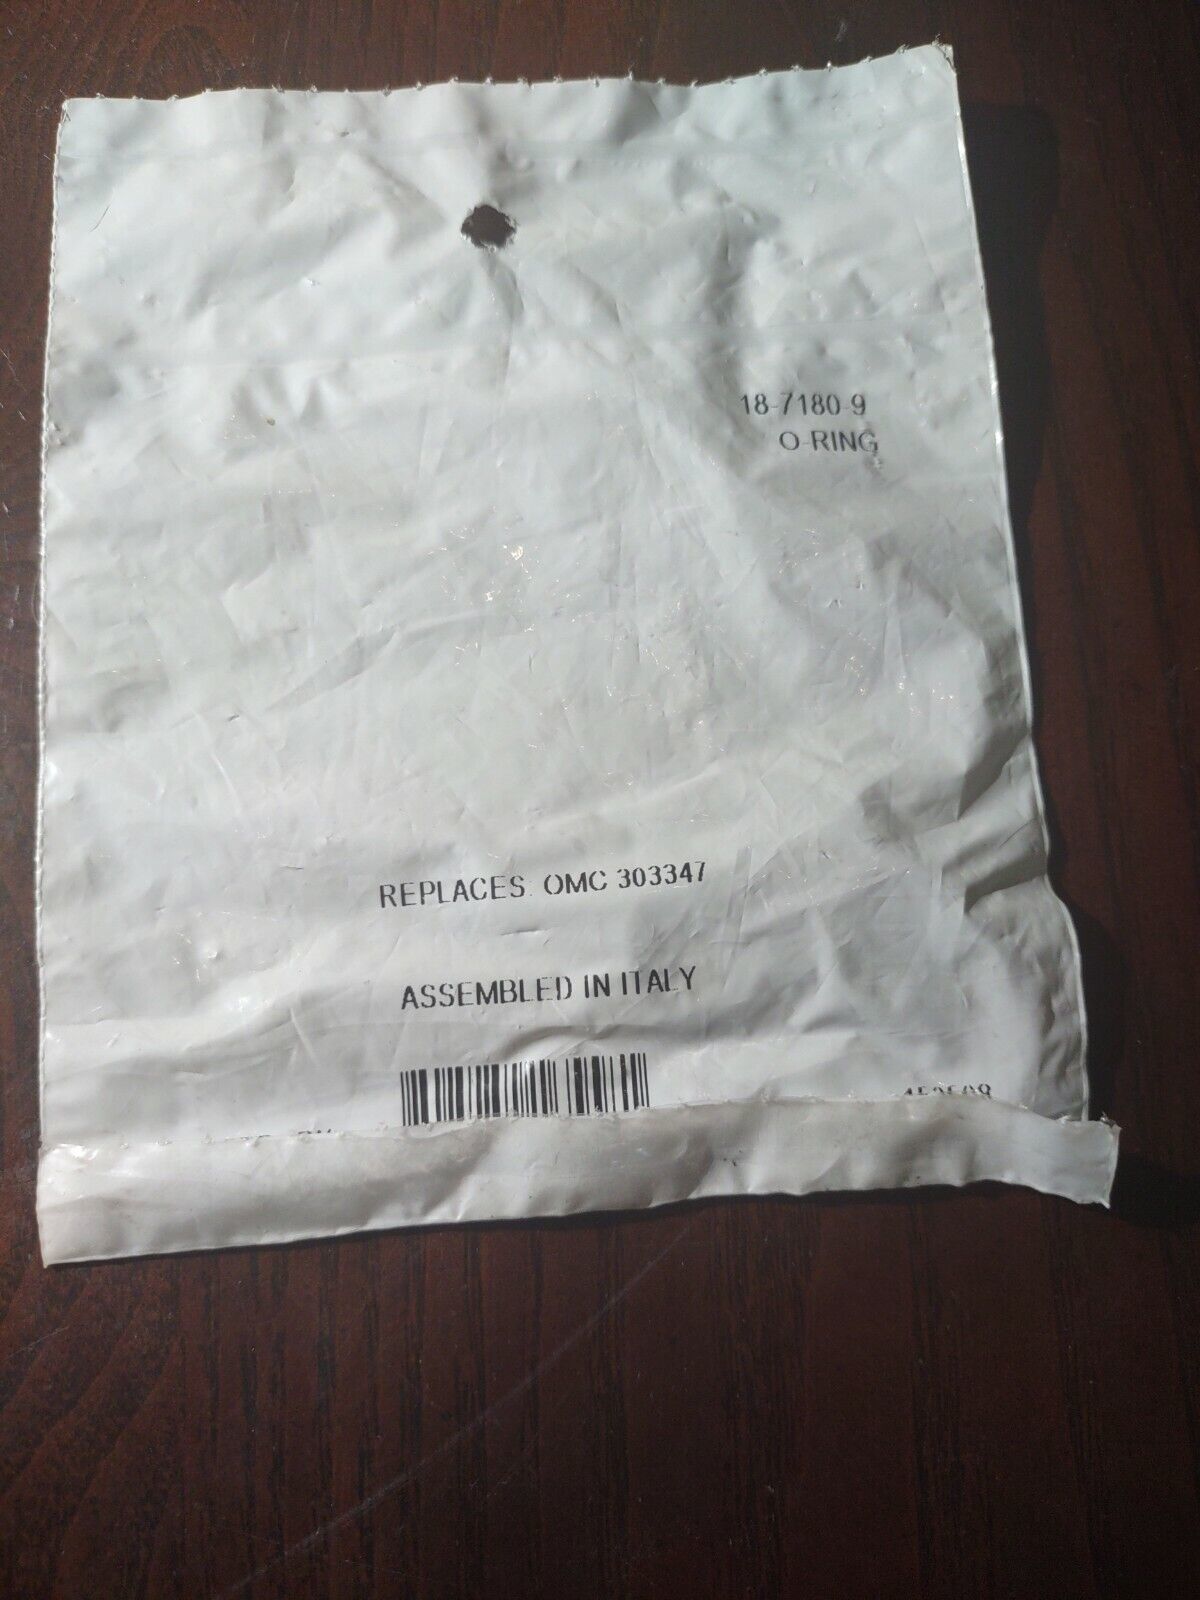 18-7180-9
O-RING
REPLACES: OMC 303347
ASSEMBLED IN ITALY